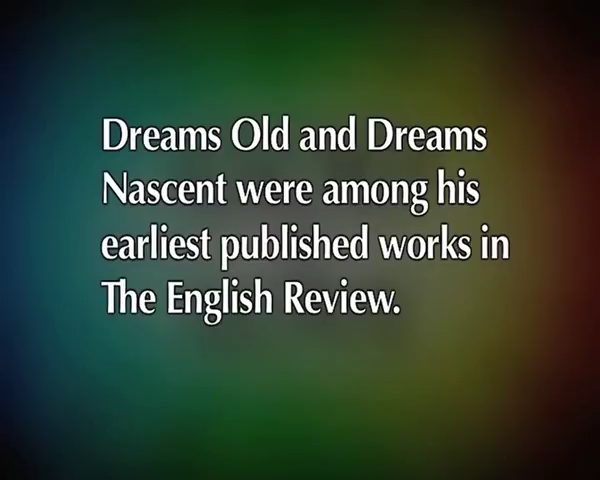 Dreams Old and Dreams
Nascent were among his
earliest published works in
The English Review.